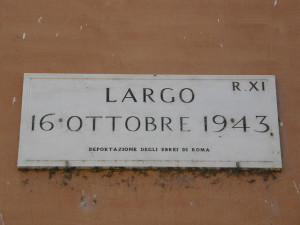 R. XI
LARGO
16 OTTOBRE 1943
DEPORTAZIONE DEGLI EBREI DI ROMA